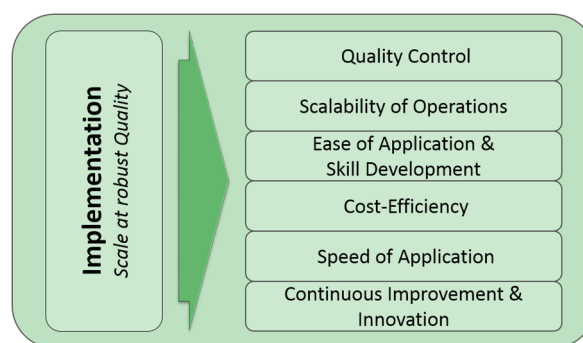 Implementation
Scale at robust Quality
Quality Control
Scalability of Operations
Ease of Application &
Skill Development
Cost-Efficiency
Speed of Application
Continuous Improvement &
Innovation